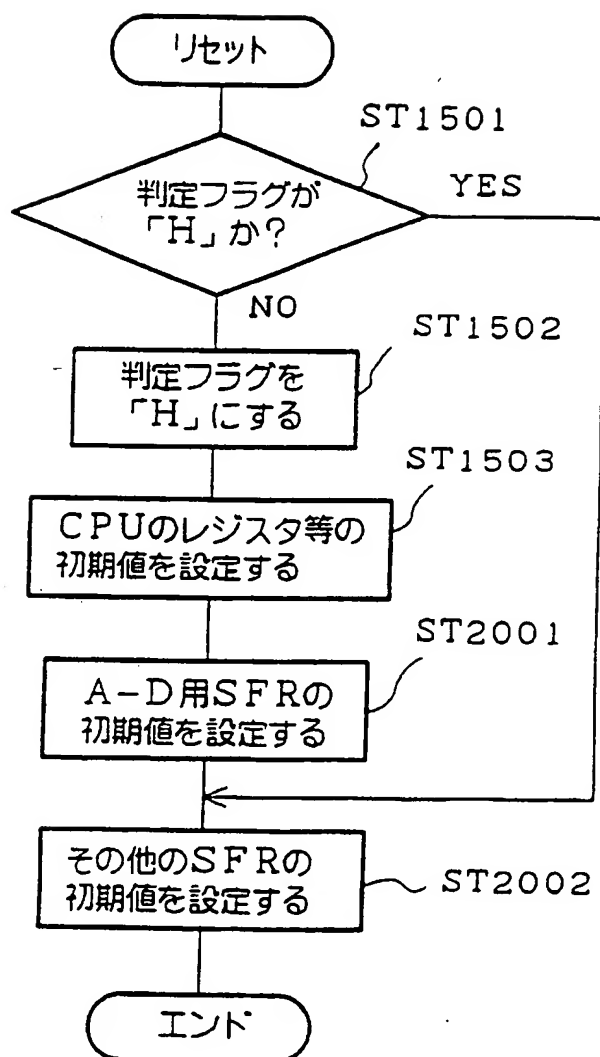 リセット
ST1501
判定フラグが
「H」か?
YES
NO
ST1502
判定フラグを
「H」にする
ST1503
CPUのレジスタ等の
初期値を設定する
ST2001
A-D用SFRの
初期値を設定する
その他のSFRの
初期値を設定する
ST2002
エンド